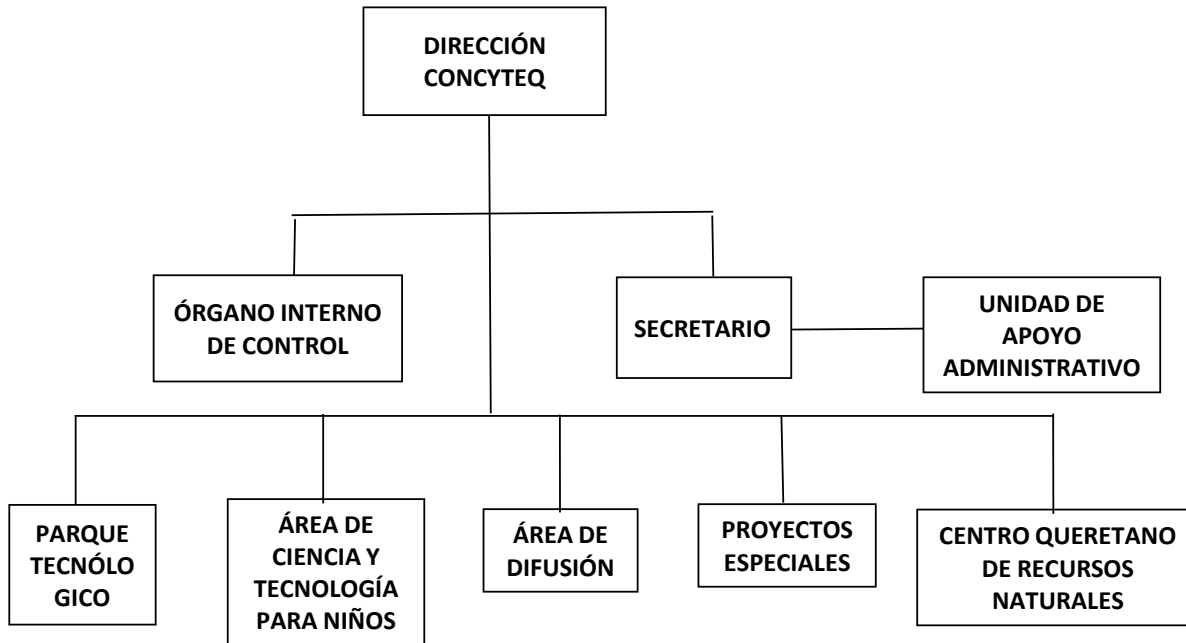 DIRECCIÓN
CONCYTEQ
ÓRGANO INTERNO
DE CONTROL
SECRETARIO
UNIDAD DE
APOYO
ADMINISTRATIVO
PARQUE
TECNÓLO
GICO
ÁREA DE
CIENCIA Y
TECNOLOGÍA
PARA NIÑOS
ÁREA DE
DIFUSIÓN
PROYECTOS
ESPECIALES
CENTRO QUERETANO
DE RECURSOS
NATURALES